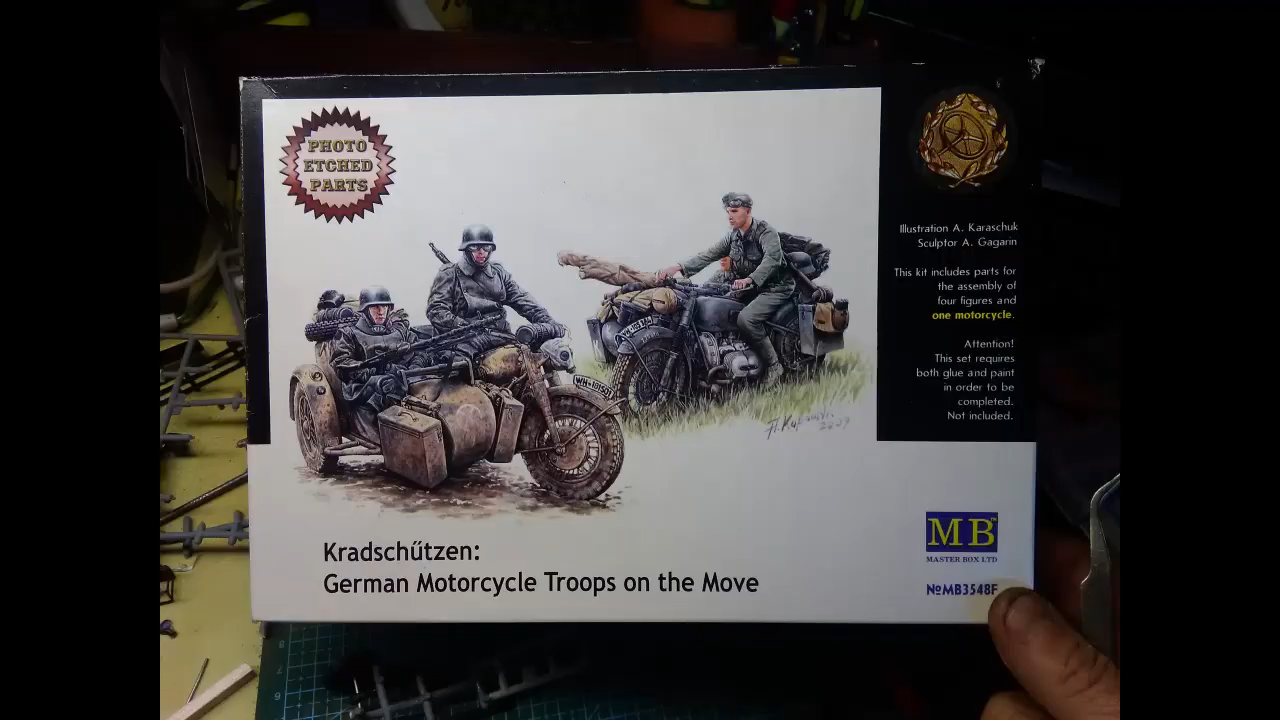 PHOTO
ETCHED
PARTS
Illustration A. Karaschuk
Sculptor A. Gagarin
This kit includes parts for
the assembly of
four figures and
one motorcycle.
Attention!
This set requires
both glue and paint
in order to be
completed.
Not included.
Kradschűtzen:
German Motorcycle Troops on the Move
MB
MASTER BOX LTD
№MB3548F